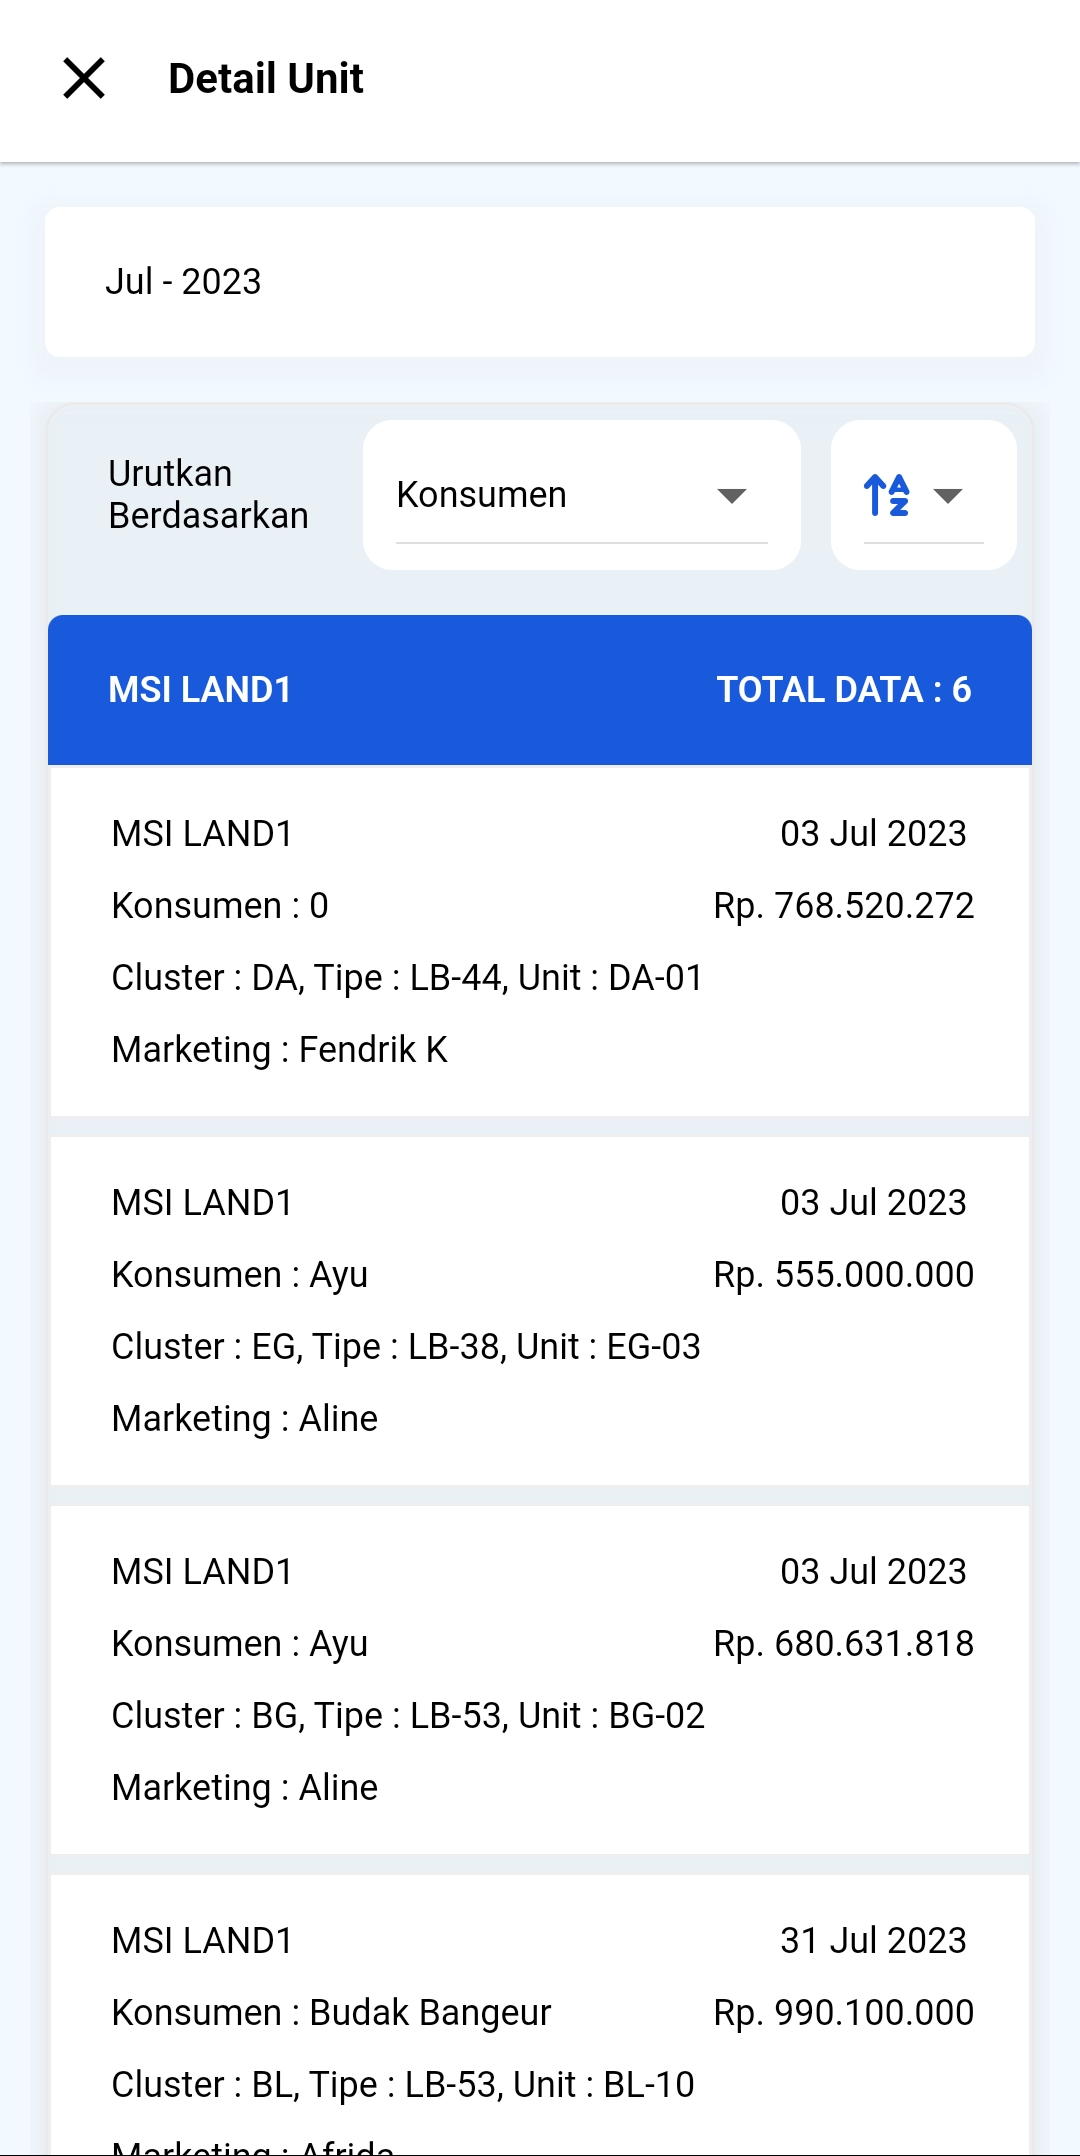 Detail Unit
Jul - 2023
Urutkan
Berdasarkan
Konsumen
MSI LAND1 TOTAL DATA : 6
MSI LAND1 03 Jul 2023
Konsumen : 0 Rp. 768.520.272
Cluster : DA, Tipe : LB-44, Unit : DA-01
Marketing : Fendrik K
MSI LAND1 03 Jul 2023
Konsumen : Ayu Rp. 555.000.000
Cluster : EG, Tipe : LB-38, Unit : EG-03
Marketing : Aline
MSI LAND1 03 Jul 2023
Konsumen : Ayu Rp. 680.631.818
Cluster : BG, Tipe : LB-53, Unit : BG-02
Marketing : Aline
MSI LAND1 31 Jul 2023
Konsumen : Budak Bangeur Rp. 990.100.000
Cluster : BL, Tipe : LB-53, Unit : BL-10
Marketing : Afrida